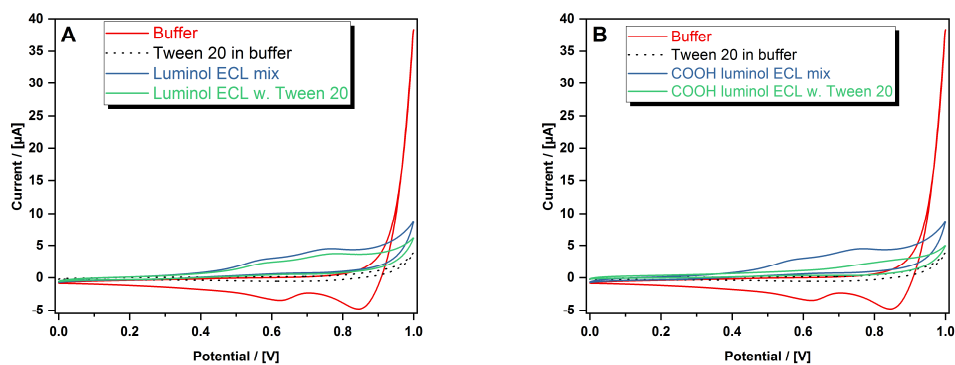 A
Buffer
Tween 20 in buffer
Luminol ECL mix
Luminol ECL w. Tween 20
Current / [µA]
40
35
30
25
20
15
10
5
0
-5
0.0 0.2 0.4 0.6 0.8 1.0
Potential / [V]
B
Buffer
Tween 20 in buffer
COOH luminol ECL mix
COOH luminol ECL w. Tween 20
Current / [µA]
40
35
30
25
20
15
10
5
0
-5
0.0 0.2 0.4 0.6 0.8 1.0
Potential / [V]